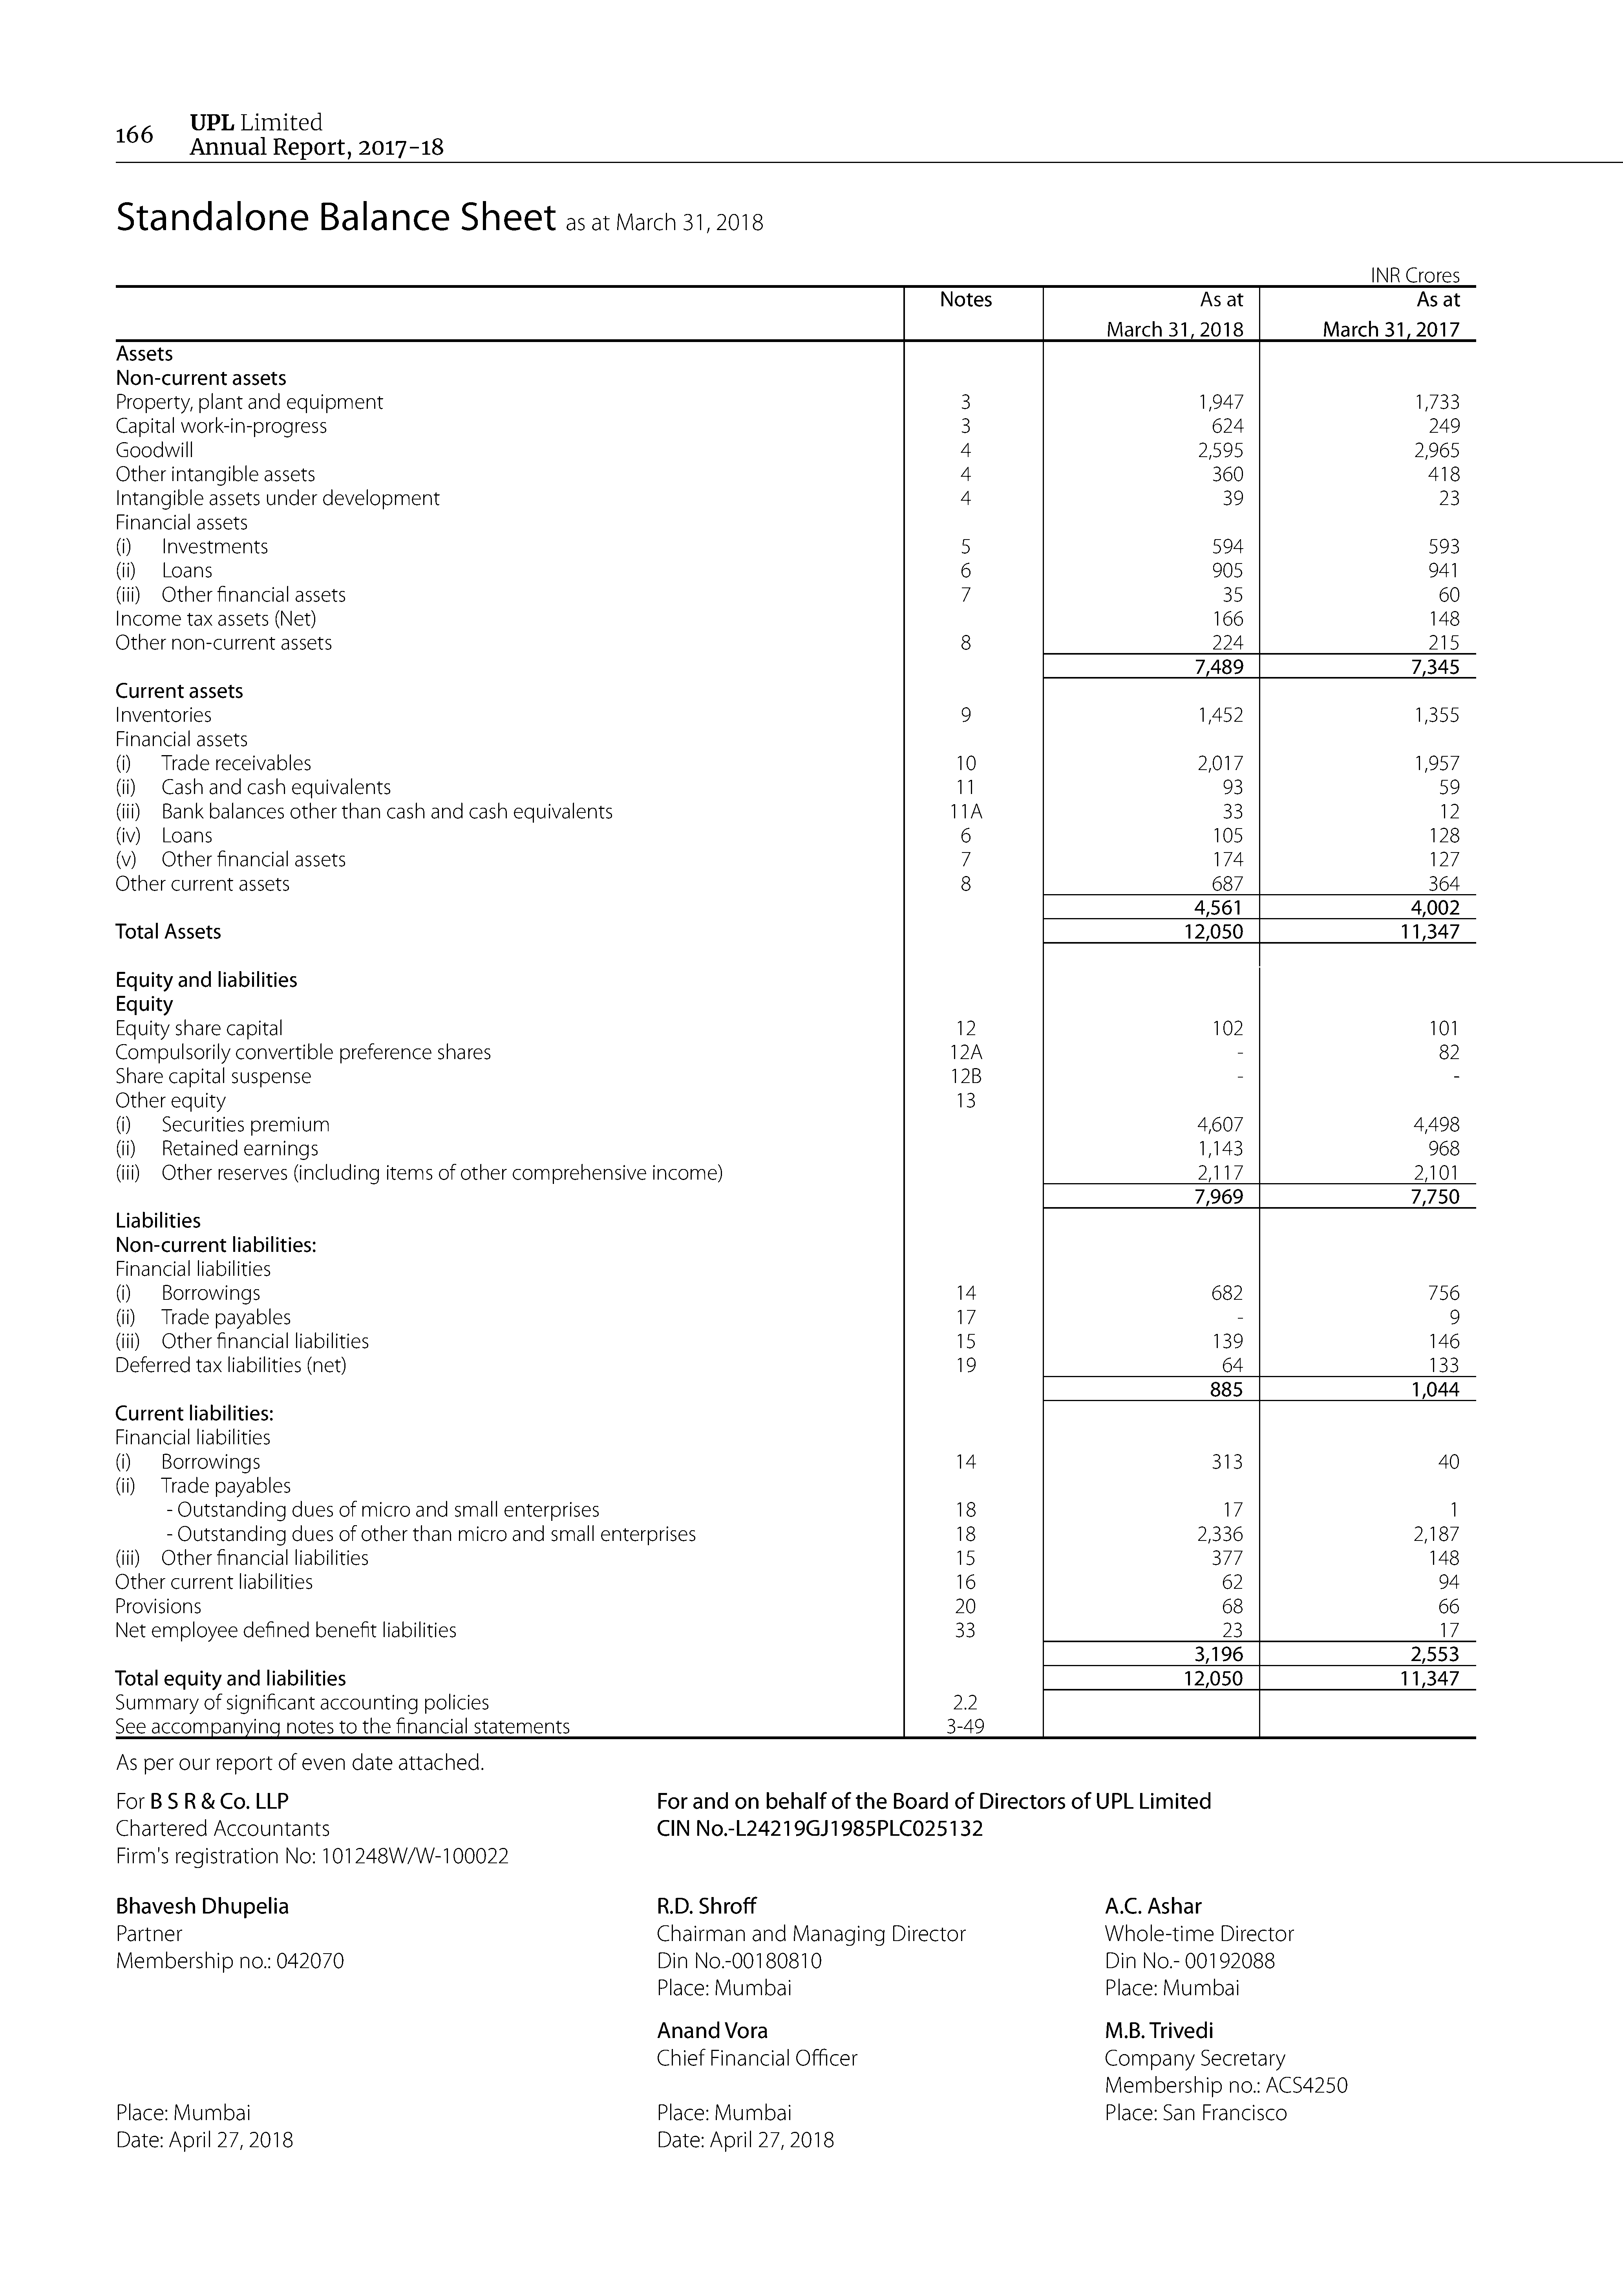 166
UPL Limited
Annual Report, 2017-18
Standalone Balance Sheet as at March 31, 2018
INR Crores
Notes As at March 31, 2018 As at March 31, 2017
Assets
Non-current assets
Property, plant and equipment 3 1,947 1,733
Capital work-in-progress 3 624 249
Goodwill 4 2,595 2,965
Other intangible assets 4 360 418
Intangible assets under development 4 39 23
Financial assets
(i) Investments 5 594 593
(ii) Loans 6 905 941
(iii) Other financial assets 7 35 60
Income tax assets (Net) 166 148
Other non-current assets 8 224 215
7,489 7,345
Current assets
Inventories 9 1,452 1,355
Financial assets
(i) Trade receivables 10 2,017 1,957
(ii) Cash and cash equivalents 11 93 59
(iii) Bank balances other than cash and cash equivalents 11A 33 12
(iv) Loans 6 105 128
(v) Other financial assets 7 174 127
Other current assets 8 687 364
4,561 4,002
Total Assets 12,050 11,347
Equity and liabilities
Equity
Equity share capital 12 102 101
Compulsorily convertible preference shares 12A - 82
Share capital suspense 12B - -
Other equity 13
(i) Securities premium 4,607 4,498
(ii) Retained earnings 1,143 968
(iii) Other reserves (including items of other comprehensive income) 2,117 2,101
7,969 7,750
Liabilities
Non-current liabilities:
Financial liabilities
(i) Borrowings 14 682 756
(ii) Trade payables 17 - 9
(iii) Other financial liabilities 15 139 146
Deferred tax liabilities (net) 19 64 133
885 1,044
Current liabilities:
Financial liabilities
(i) Borrowings 14 313 40
(ii) Trade payables
- Outstanding dues of micro and small enterprises 18 17 1
- Outstanding dues of other than micro and small enterprises 18 2,336 2,187
(iii) Other financial liabilities 15 377 148
Other current liabilities 16 62 94
Provisions 20 68 66
Net employee defined benefit liabilities 33 23 17
3,196 2,553
Total equity and liabilities 12,050 11,347
Summary of significant accounting policies 2.2
See accompanying notes to the financial statements 3-49
As per our report of even date attached.
For B S R & Co. LLP
Chartered Accountants
Firm's registration No: 101248W/W-100022
For and on behalf of the Board of Directors of UPL Limited
CIN No.-L24219GJ1985PLC025132
Bhavesh Dhupelia
Partner
Membership no.: 042070
R.D. Shroff
Chairman and Managing Director
Din No.-00180810
Place: Mumbai
A.C. Ashar
Whole-time Director
Din No.- 00192088
Place: Mumbai
Anand Vora
Chief Financial Officer
M.B. Trivedi
Company Secretary
Membership no.: ACS4250
Place: San Francisco
Place: Mumbai
Date: April 27, 2018
Place: Mumbai
Date: April 27, 2018